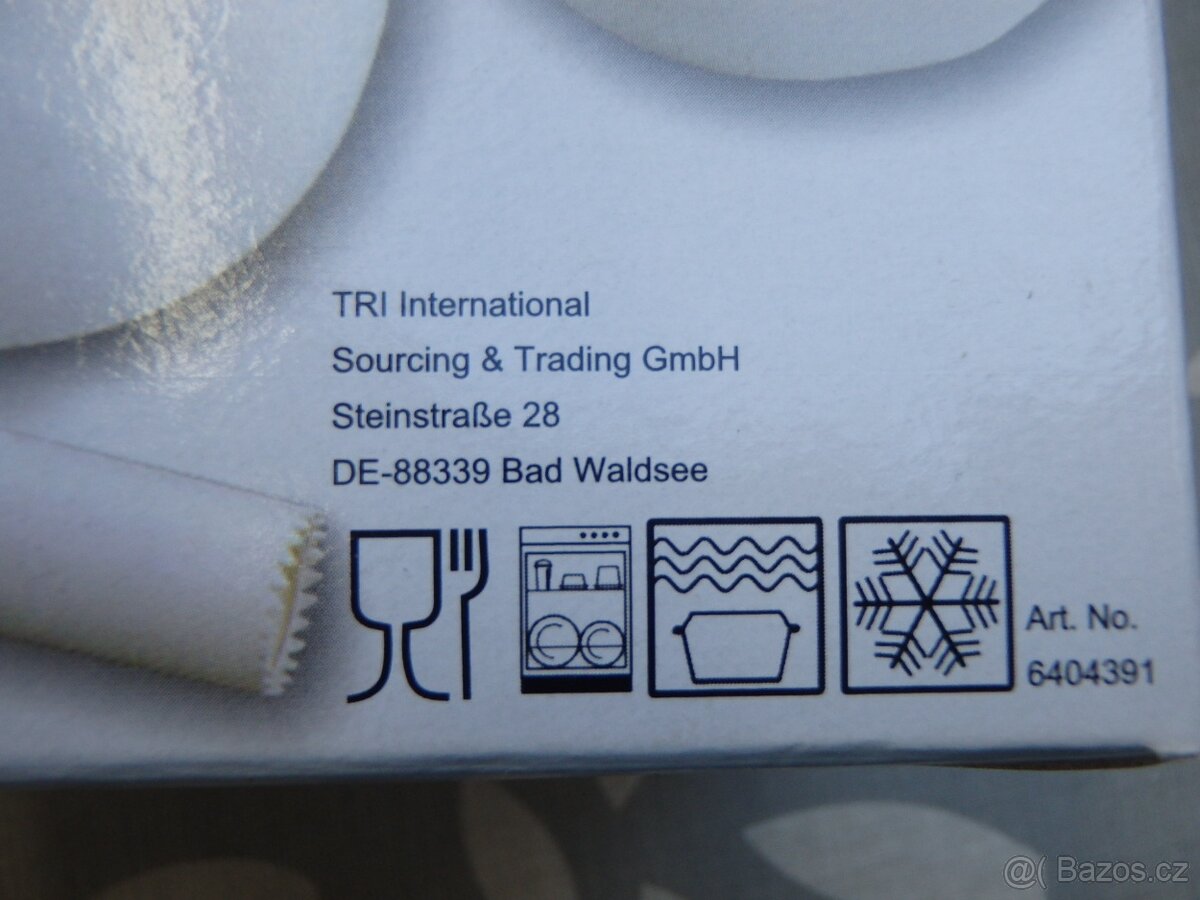 TRI International
Sourcing & Trading GmbH
Steinstraße 28
DE-88339 Bad Waldsee
Art. No.
6404391
@( Bazos.cz